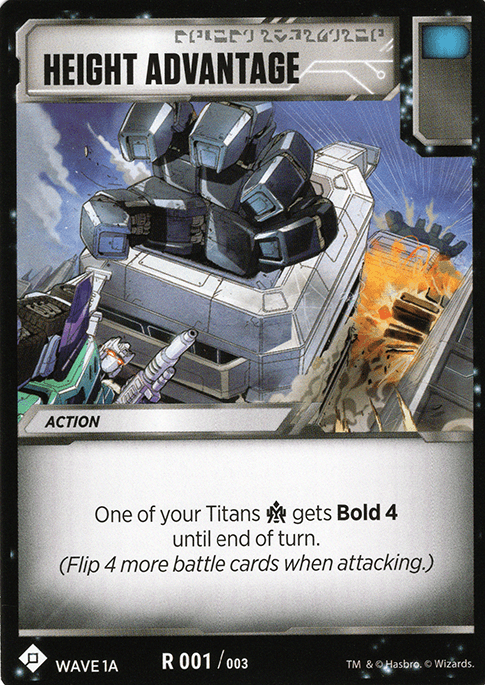 HEIGHT ADVANTAGE
ACTION
One of your Titans gets Bold 4
until end of turn.
(Flip 4 more battle cards when attacking.)
WAVE 1A R 001 / 003 TM & © Hasbro. © Wizards.